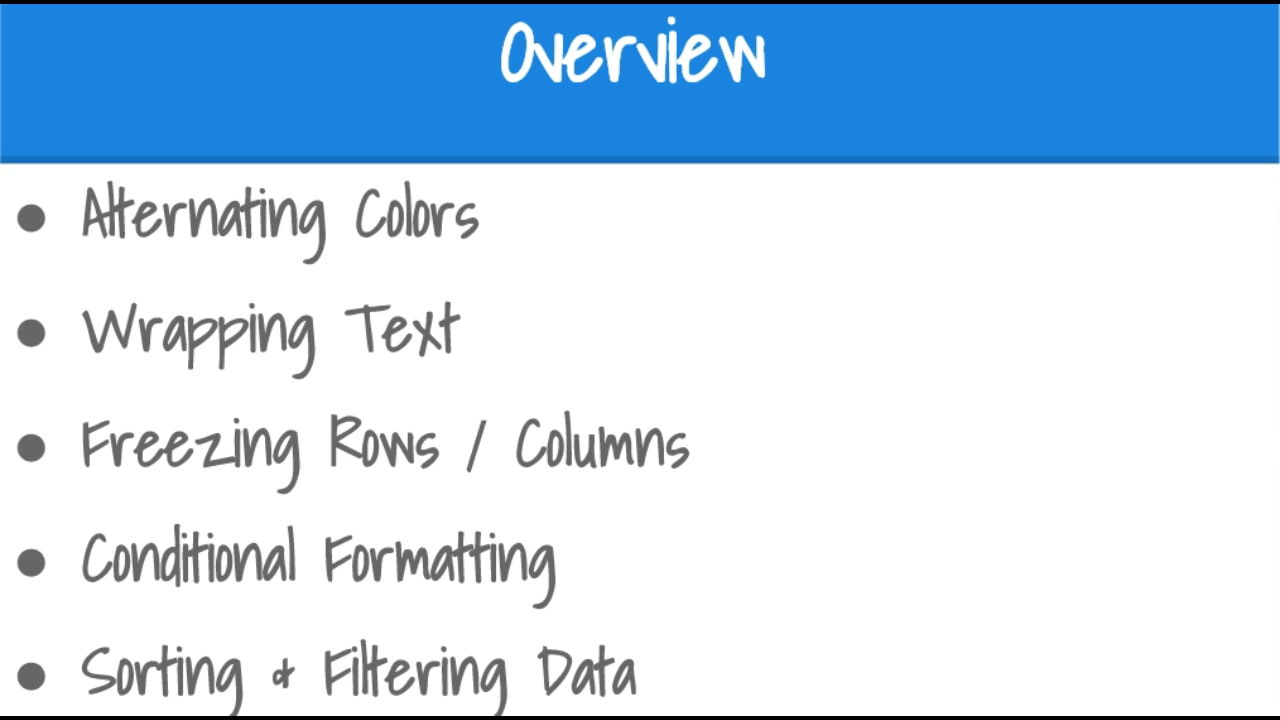 Overview
• Alternating Colors
• Wrapping Text
• Freezing Rows / Columns
• Conditional Formatting
• Sorting & Filtering Data